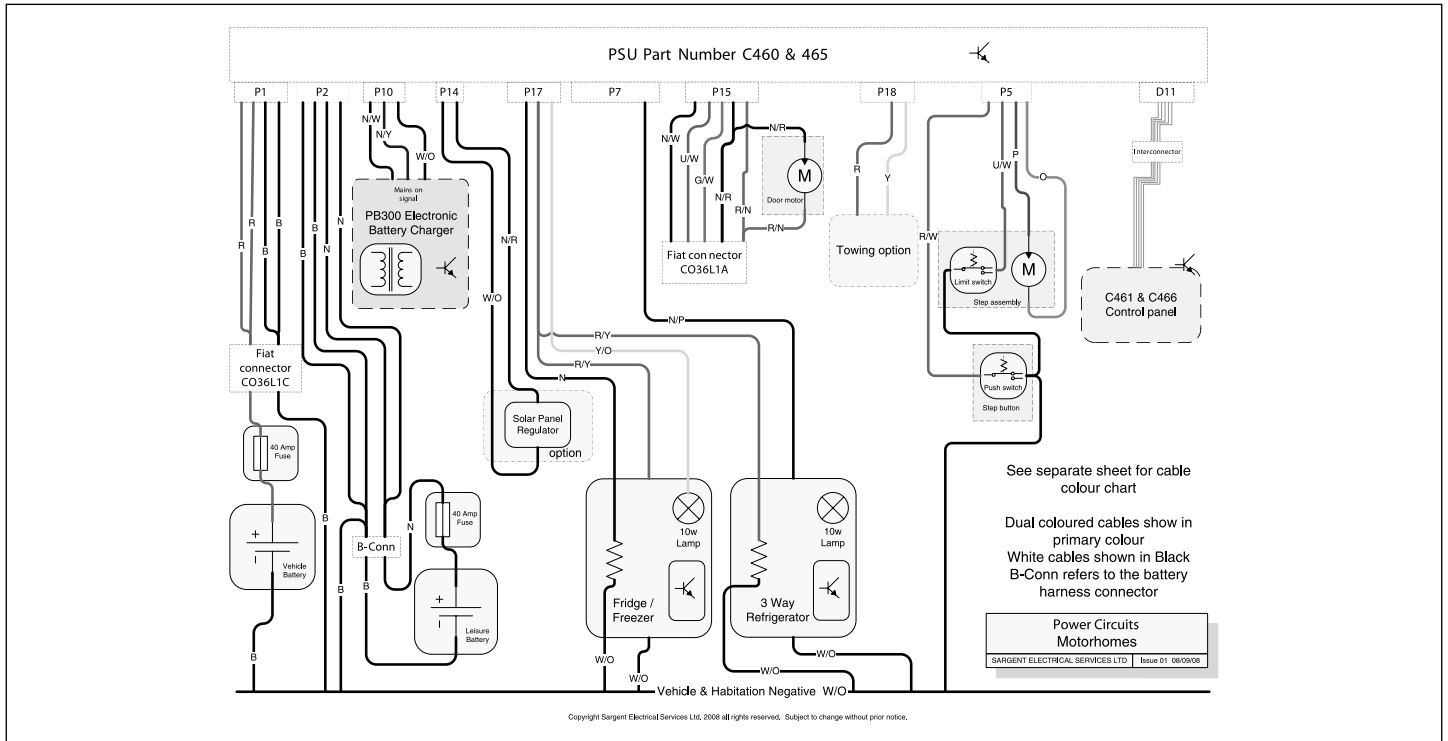 PSU Part Number C460 & 465
P1
P2
P10
P14
P17
P7
P15
P18
P5
D11
N/W
N/Y
W/O
R
R
B
B
B
B
N
N
Mains on
signal
PB300 Electronic
Battery Charger
N/R
W/O
N/W
U/W
G/W
N/R
R/N
N/R
M
Door motor
R/N
Fiat connector
CO36L1A
R
Y
Towing option
R/W
U/W
P
O
Limit switch
M
Step assembly
Push switch
Step button
Interconnector
C461 & C466
Control panel
Fiat
connector
CO36L1C
40 Amp
Fuse
+
–
Vehicle
Battery
B
B
B
B
B-Conn
N
40 Amp
Fuse
+
–
Leisure
Battery
Solar Panel
Regulator
option
N/P
R/Y
Y/O
R/Y
N
10w
Lamp
Fridge /
Freezer
10w
Lamp
3 Way
Refrigerator
W/O
W/O
W/O
W/O
Vehicle & Habitation Negative W/O
See separate sheet for cable
colour chart
Dual coloured cables show in
primary colour
White cables shown in Black
B-Conn refers to the battery
harness connector
Power Circuits
Motorhomes
SARGENT ELECTRICAL SERVICES LTD
Issue 01 08/09/08
Copyright Sargent Electrical Services Ltd. 2008 all rights reserved. Subject to change without prior notice.